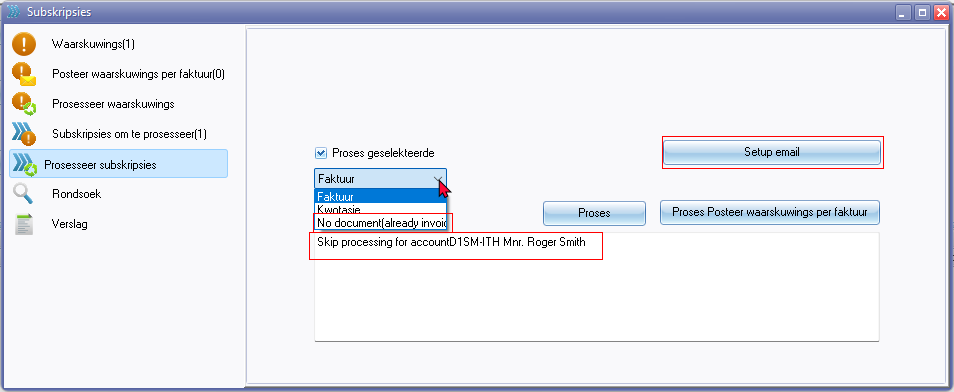 Subskripsies
Waarskuwings(1)
Posteer waarskuwings per faktuur(0)
Prosesseer waarskuwings
Subskripsies om te prosesseer(1)
Prosesseer subskripsies
Rondsoek
Verslag
Proses geselekteerde
Setup email
Faktuur
Faktuur
Kwotasie
No document(already invoic
Proses
Proses Posteer waarskuwings per faktuur
Skip processing for accountD1SM-ITH Mnr. Roger Smith